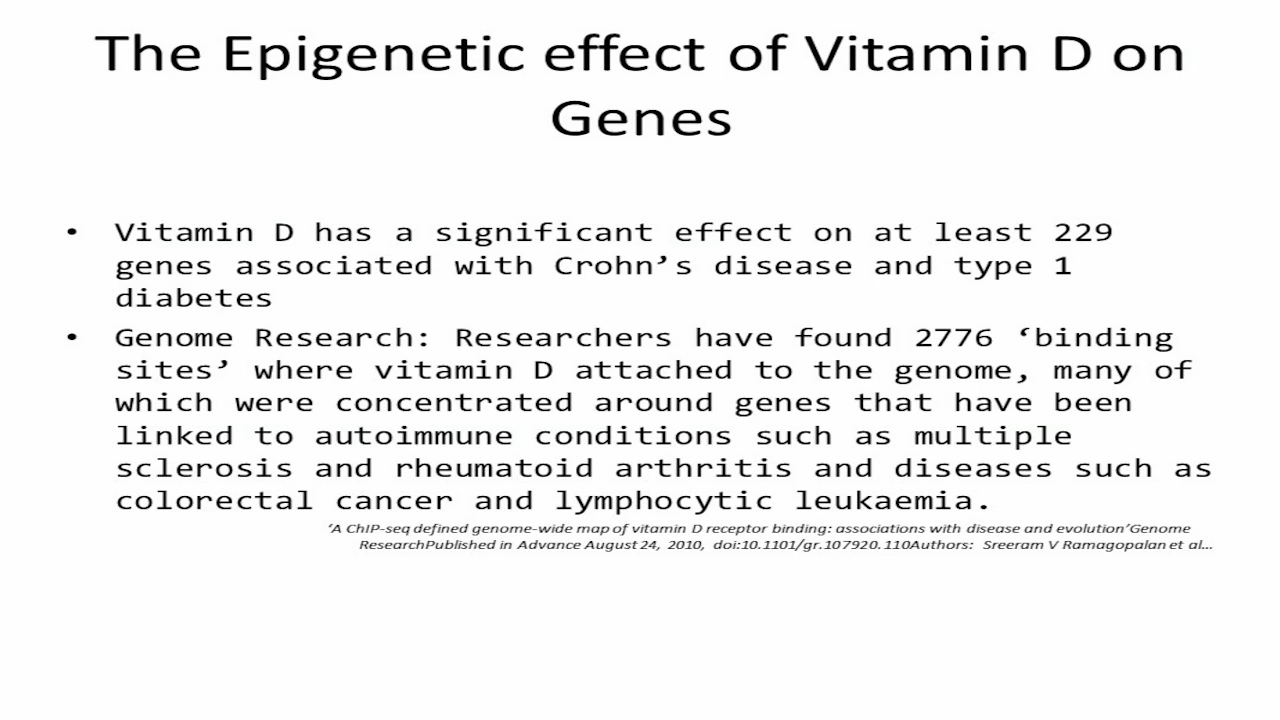 The Epigenetic effect of Vitamin D on
Genes
• Vitamin D has a significant effect on at least 229
genes associated with Crohn’s disease and type 1
diabetes
• Genome Research: Researchers have found 2776 ‘binding
sites’ where vitamin D attached to the genome, many of
which were concentrated around genes that have been
linked to autoimmune conditions such as multiple
sclerosis and rheumatoid arthritis and diseases such as
colorectal cancer and lymphocytic leukaemia.
‘A ChIP-seq defined genome-wide map of vitamin D receptor binding: associations with disease and evolution’Genome
ResearchPublished in Advance August 24, 2010, doi:10.1101/gr.107920.110Authors: Sreeram V Ramagopalan et al…